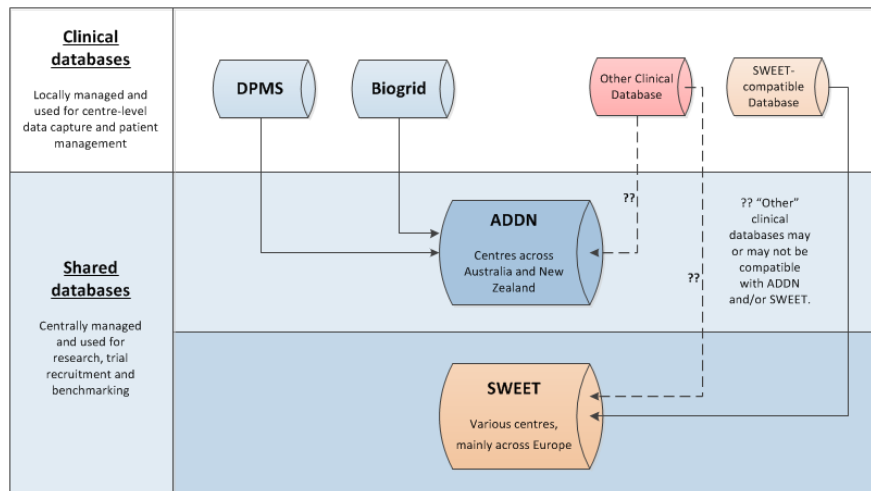 Clinical
databases
Locally managed and
used for centre-level
data capture and patient
management
DPMS
Biogrid
Other Clinical
Database
SWEET-
compatible
Database
Shared
databases
Centrally managed
and used for
research, trial
recruitment and
benchmarking
ADDN
Centres across
Australia and New
Zealand
??
??
?? “Other”
clinical
databases may
or may not be
compatible
with ADDN
and/or SWEET.
SWEET
Various centres,
mainly across Europe